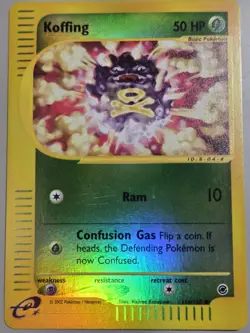 Koffing 50 HP
Basic Pokémon
Ram 10
Confusion Gas Flip a coin. If
heads, the Defending Pokémon is
now Confused.
weakness resistance retreat cost
e